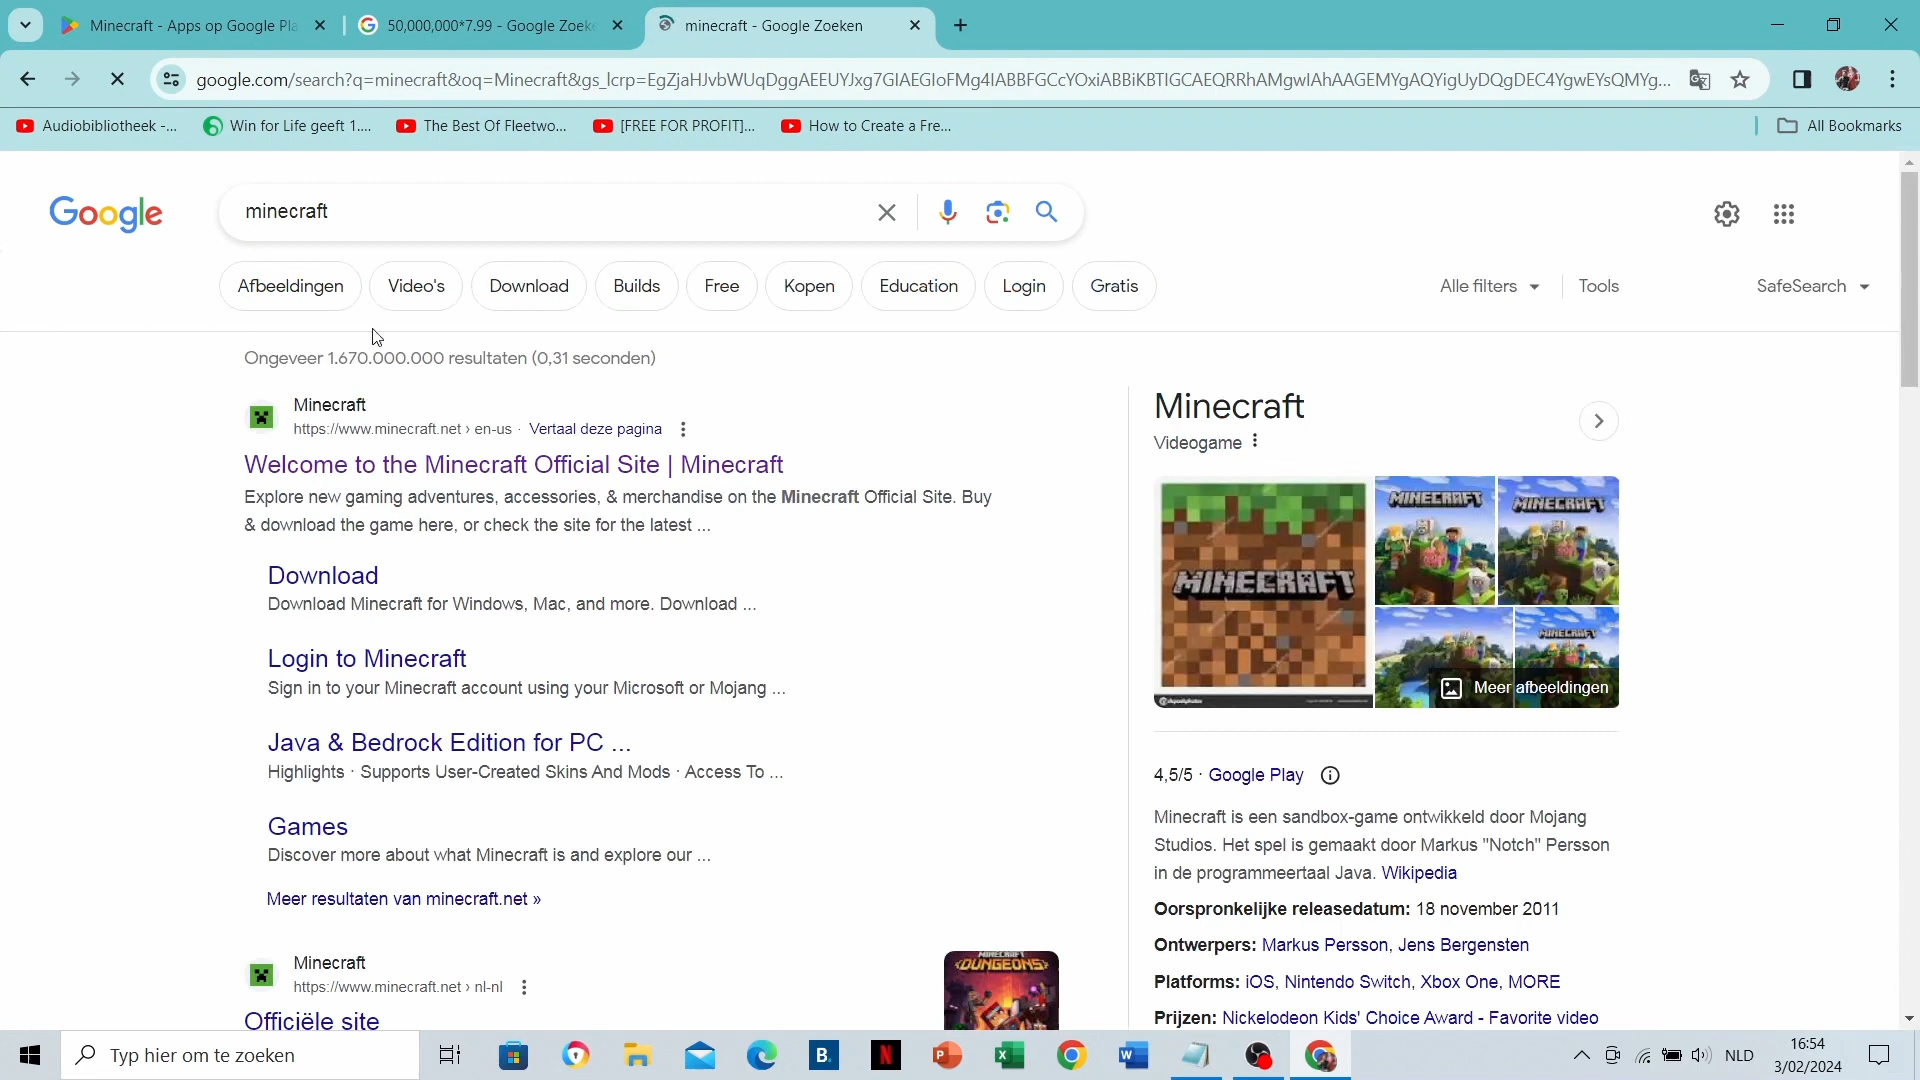 Minecraft - Apps op Google Pla
50,000,000*7.99 - Google Zoeke
minecraft - Google Zoeken
google.com/search?q=minecraft&oq=Minecraft&gs_lcrp=EgZjaHJvbWUqDggAEEUYJxg7GIAEGIoFMg4IABBFGCcYOxiABBiKBTIGCAEQRRhAMgwIAhAAGEMYgAQYigUyDQgDEC4YgwEYsQMYg...
Audiobibliotheek -...
Win for Life geeft 1....
The Best Of Fleetwo...
[FREE FOR PROFIT]...
How to Create a Fre...
All Bookmarks
Google
minecraft
Afbeeldingen
Video's
Download
Builds
Free
Kopen
Education
Login
Gratis
Alle filters
Tools
SafeSearch
Ongeveer 1.670.000.000 resultaten (0,31 seconden)
Minecraft
https://www.minecraft.net › en-us · Vertaal deze pagina
Welcome to the Minecraft Official Site | Minecraft
Explore new gaming adventures, accessories, & merchandise on the Minecraft Official Site. Buy
& download the game here, or check the site for the latest ...
Download
Download Minecraft for Windows, Mac, and more. Download ...
Login to Minecraft
Sign in to your Minecraft account using your Microsoft or Mojang ...
Java & Bedrock Edition for PC ...
Highlights · Supports User-Created Skins And Mods · Access To ...
Games
Discover more about what Minecraft is and explore our ...
Meer resultaten van minecraft.net »
Minecraft
https://www.minecraft.net › nl-nl
Officiële site
MINECRAFT
DUNGEONS
Minecraft
Videogame
MINECRAFT
MINECRAFT
MINECRAFT
MINECRAFT
Meer afbeeldingen
4,5/5 · Google Play
Minecraft is een sandbox-game ontwikkeld door Mojang
Studios. Het spel is gemaakt door Markus "Notch" Persson
in de programmeertaal Java. Wikipedia
Oorspronkelijke releasedatum: 18 november 2011
Ontwerpers: Markus Persson, Jens Bergensten
Platforms: iOS, Nintendo Switch, Xbox One, MORE
Prijzen: Nickelodeon Kids' Choice Award - Favorite video
Typ hier om te zoeken
B.
N
P
X
W
NLD
16:54
3/02/2024